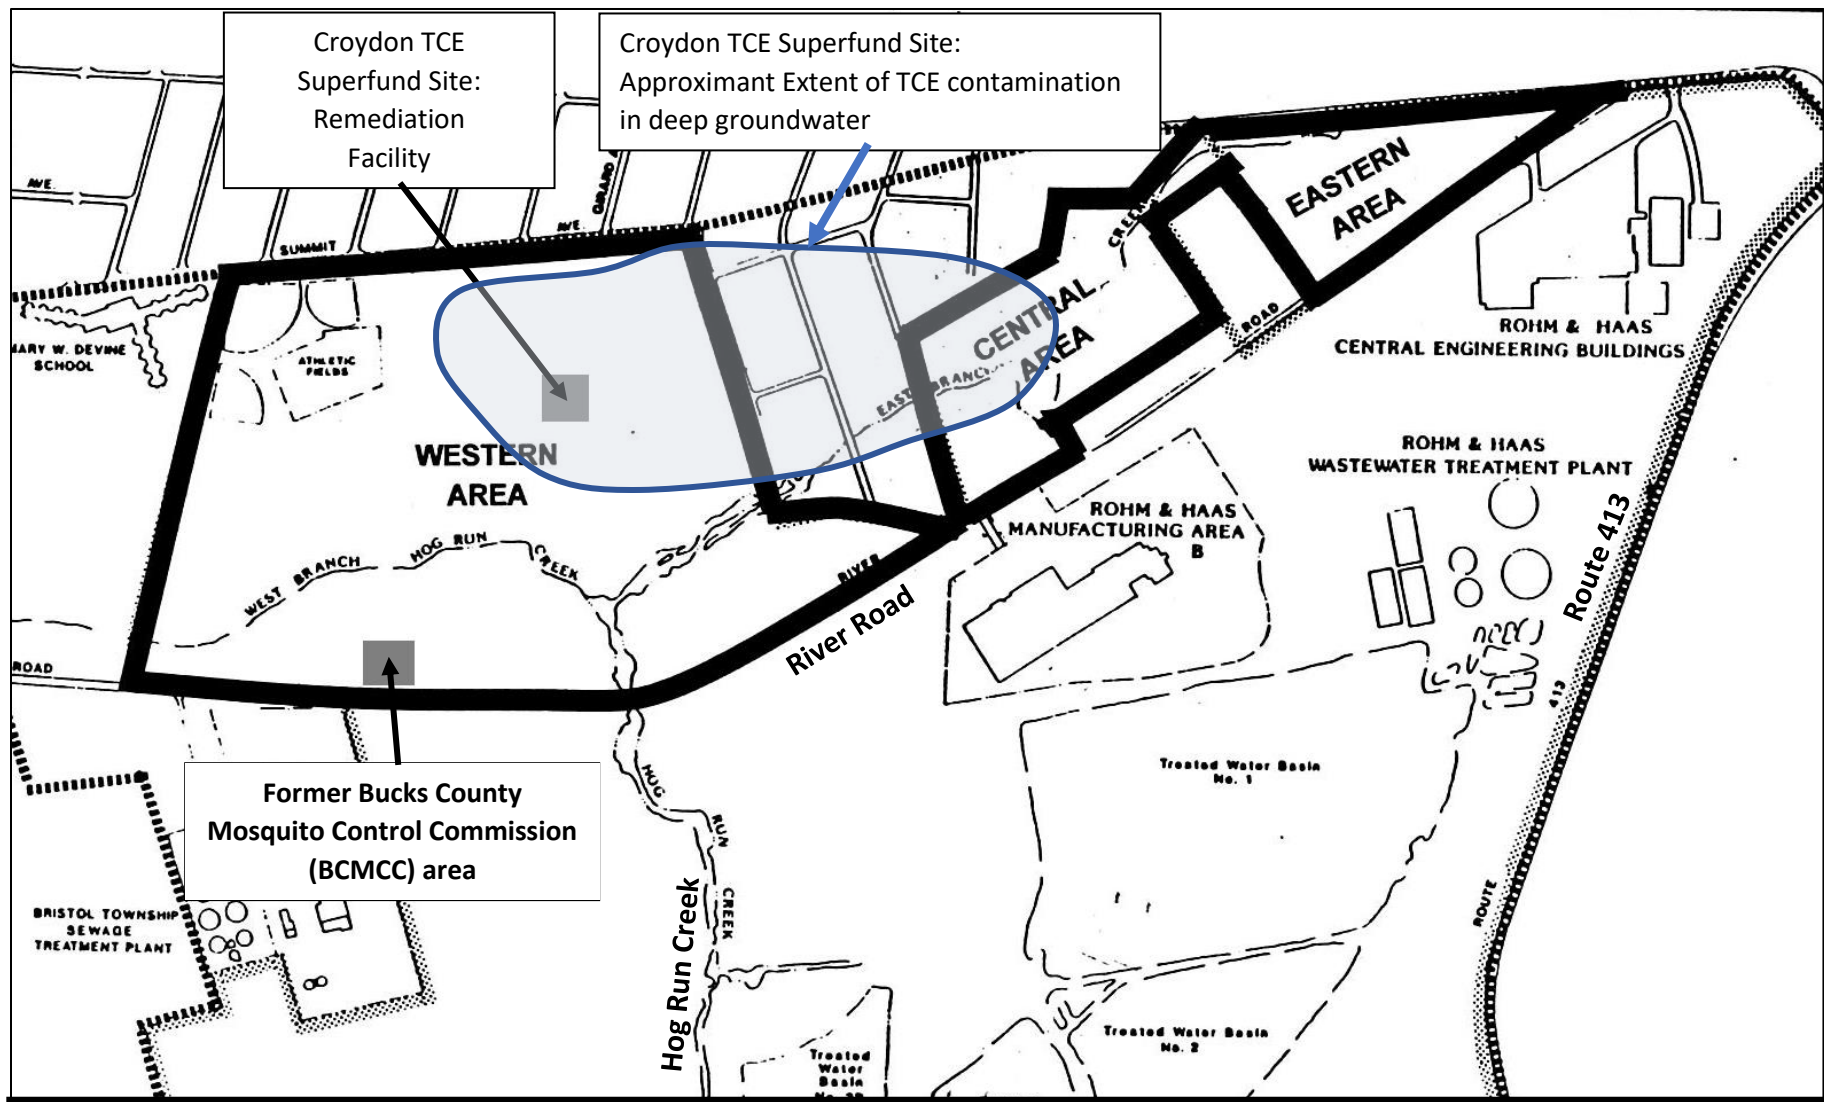 Croydon TCE
Superfund Site:
Remediation
Facility
Croydon TCE Superfund Site:
Approximant Extent of TCE contamination
in deep groundwater
AVE.
GIRARD
SUMMIT
AVE.
CREEK
EASTERN
AREA
MARY W. DEVINE
SCHOOL
ATHLETIC
FIELDS
CENTRAL
AREA
ROAD
ROHM & HAAS
CENTRAL ENGINEERING BUILDINGS
EAST BRANCH
WESTERN
AREA
ROHM & HAAS
WASTEWATER TREATMENT PLANT
ROHM & HAAS
MANUFACTURING AREA
B
WEST BRANCH HOG RUN CREEK
RIVER
River Road
Route 413
ROAD
413
Former Bucks County
Mosquito Control Commission
(BCMCC) area
HOG
RUN
CREEK
Hog Run Creek
Treated Water Basin
No. 1
ROUTE
BRISTOL TOWNSHIP
SEWAGE
TREATMENT PLANT
Treated Water Basin
No. 2
Treated
Water
Basin